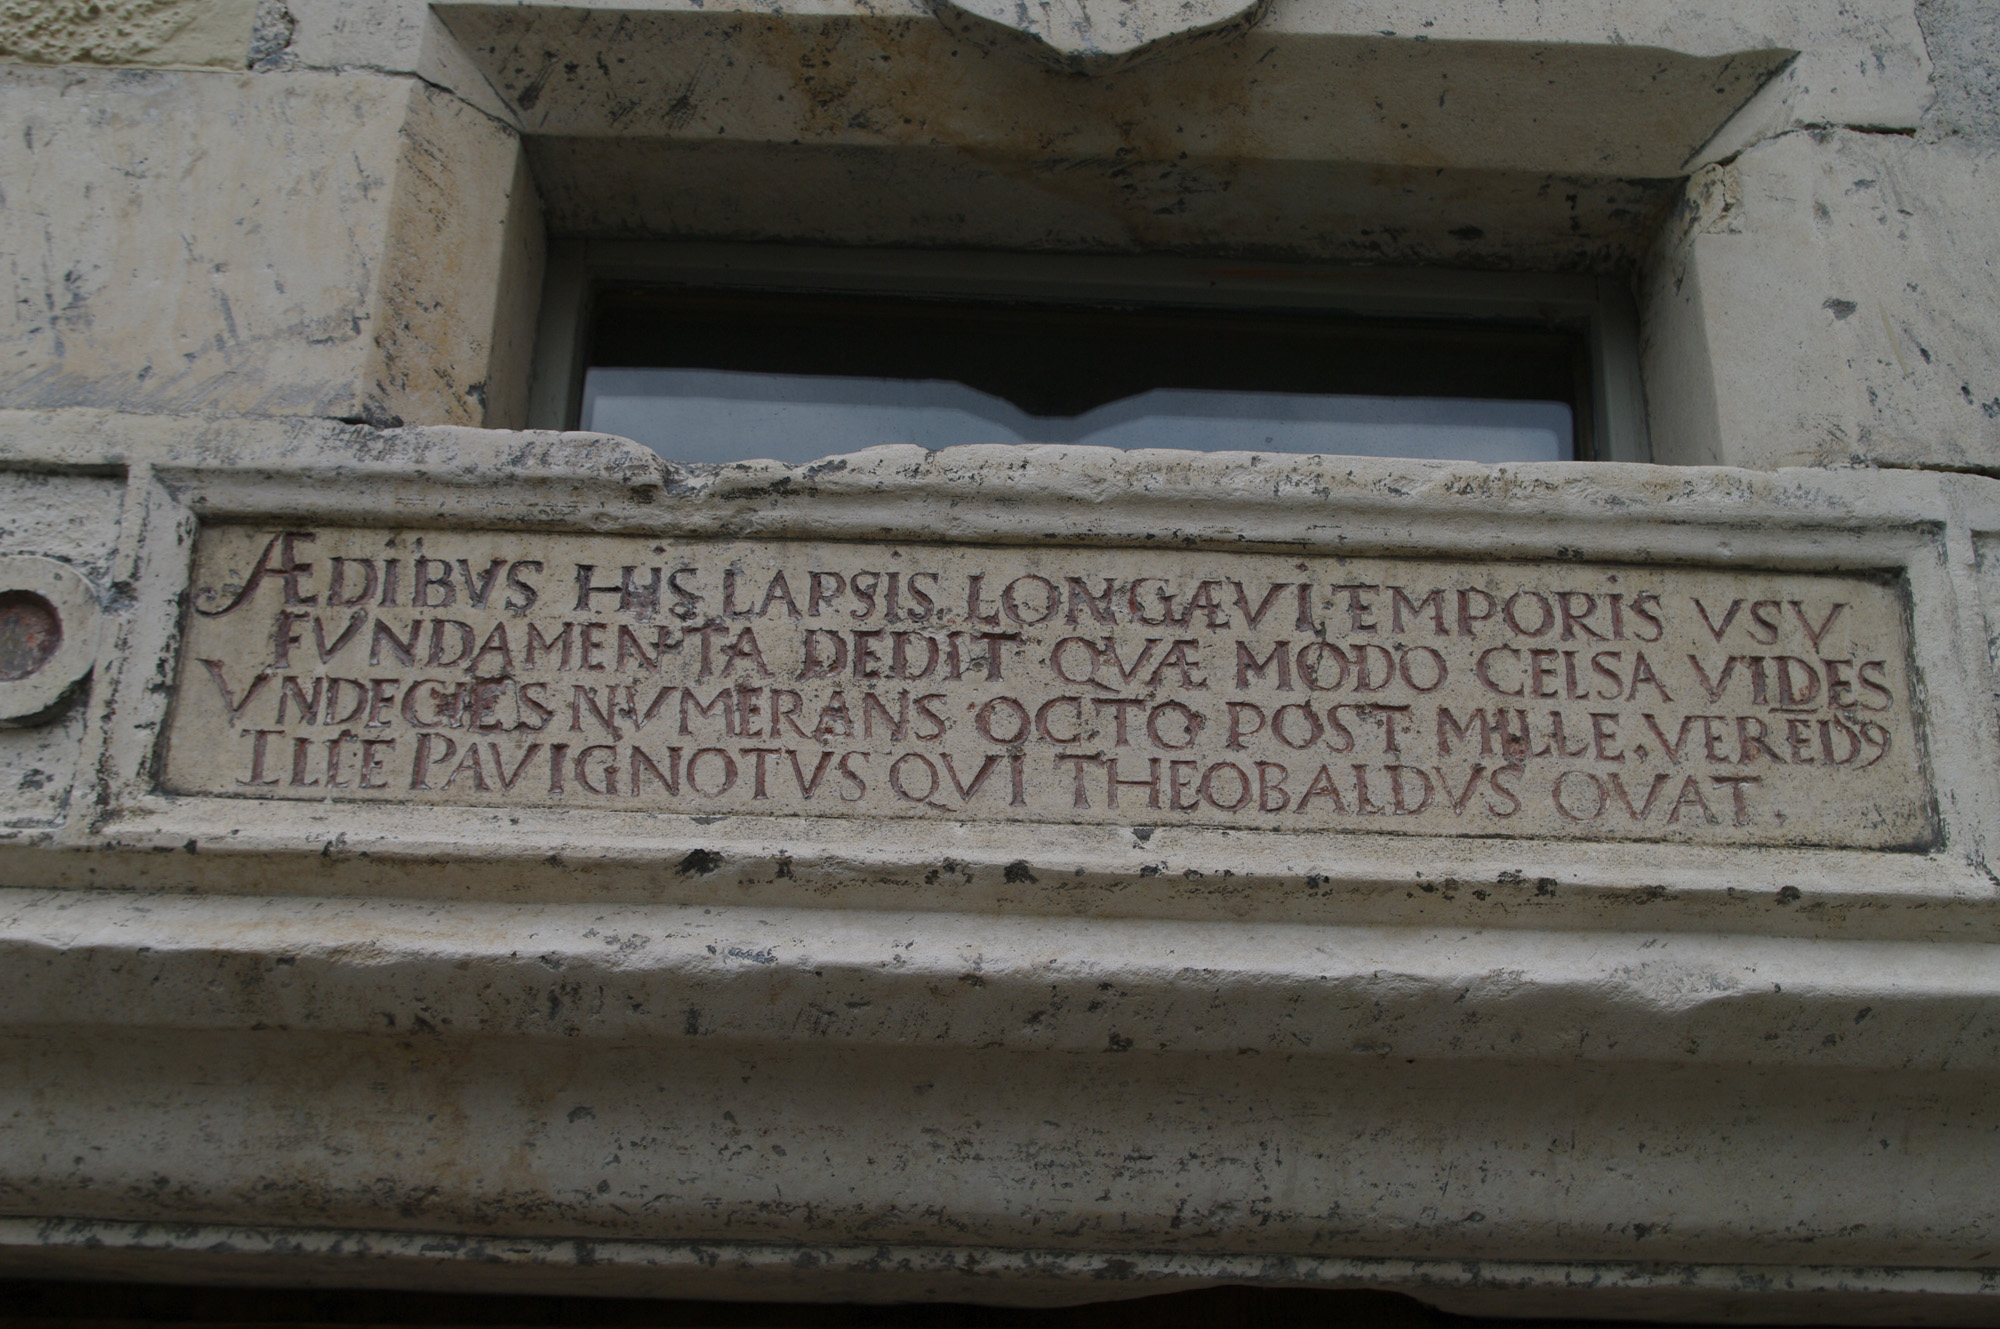 ÆDIBVS HIS LAPSIS LONGÆVI TEMPORIS VSV
FVNDAMENTA DEDIT QVÆ MODO CELSA VIDES
VNDECIES NVMERANS OCTO POST MILLE. VERED9
ILLE PAVIGNOTVS QVI THEOBALDVS OVAT.